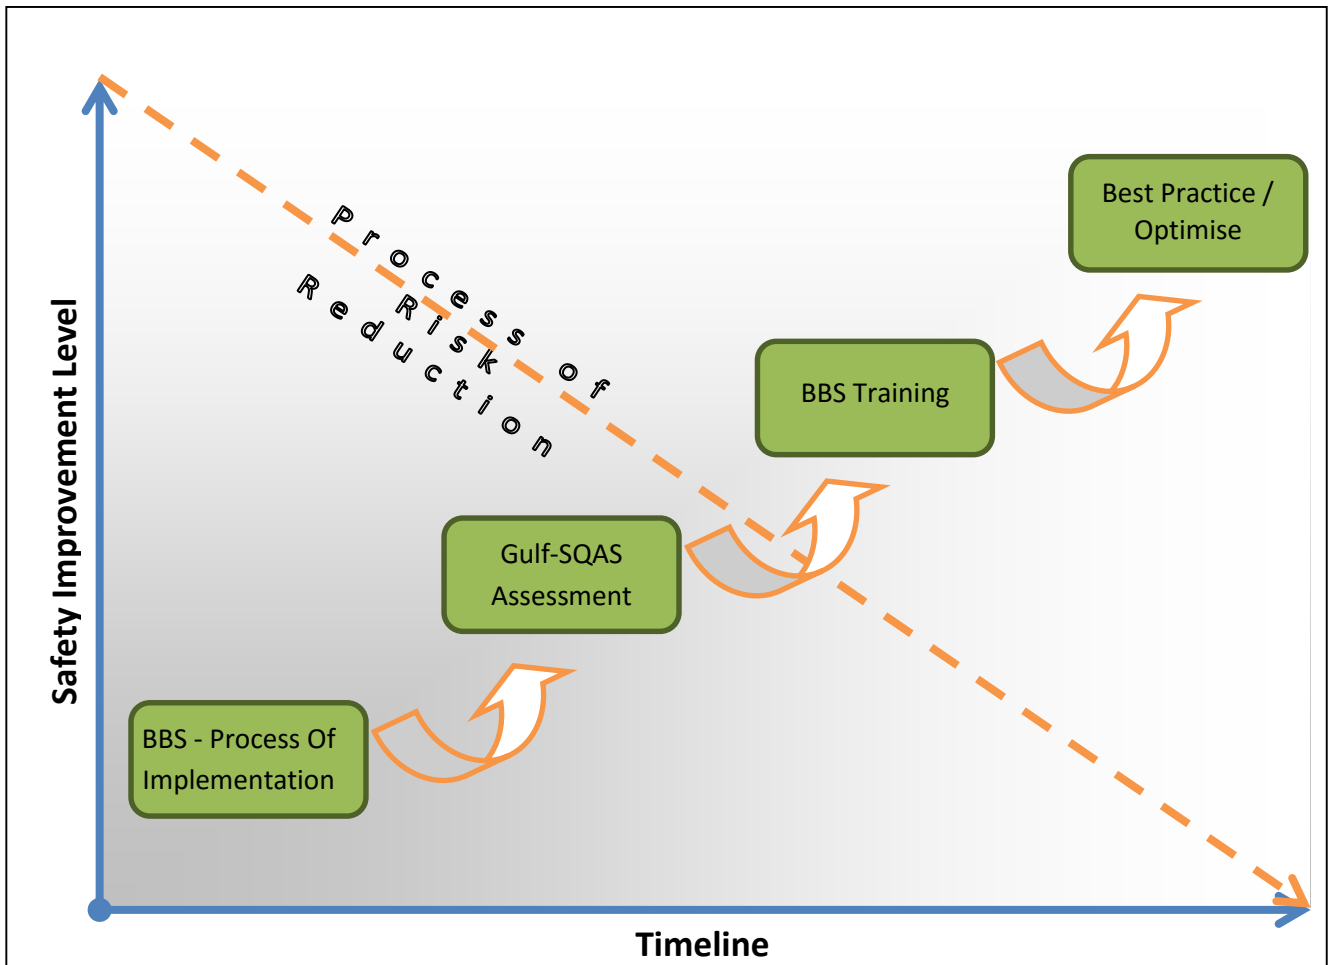 Process of
Risk
Reduction
Best Practice /
Optimise
BBS Training
Gulf-SQAS
Assessment
BBS - Process Of
Implementation
Safety Improvement Level
Timeline